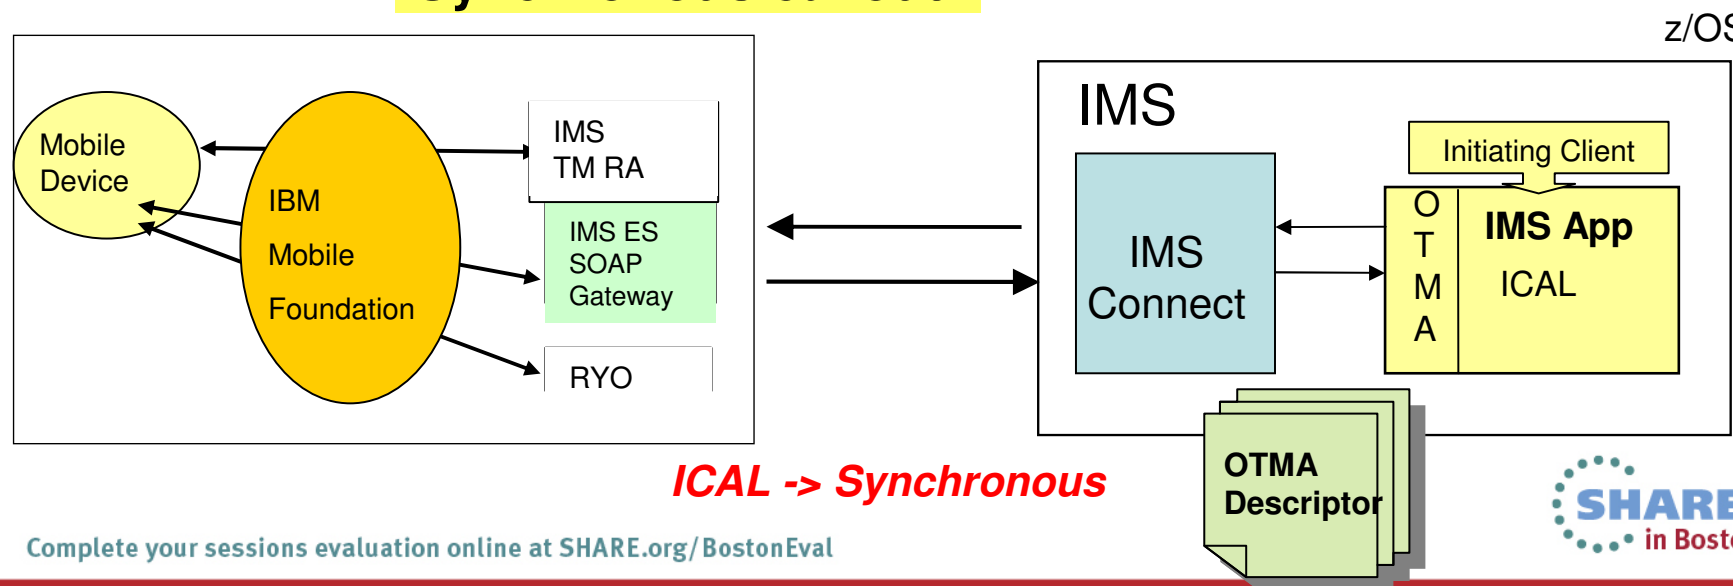 z/OS
Mobile
Device
IBM
Mobile
Foundation
IMS
TM RA
IMS ES
SOAP
Gateway
RYO
IMS
IMS
Connect
Initiating Client
O
T
M
A
IMS App
ICAL
ICAL -> Synchronous
OTMA
Descriptor
SHARE
in Bost
Complete your sessions evaluation online at SHARE.org/BostonEval